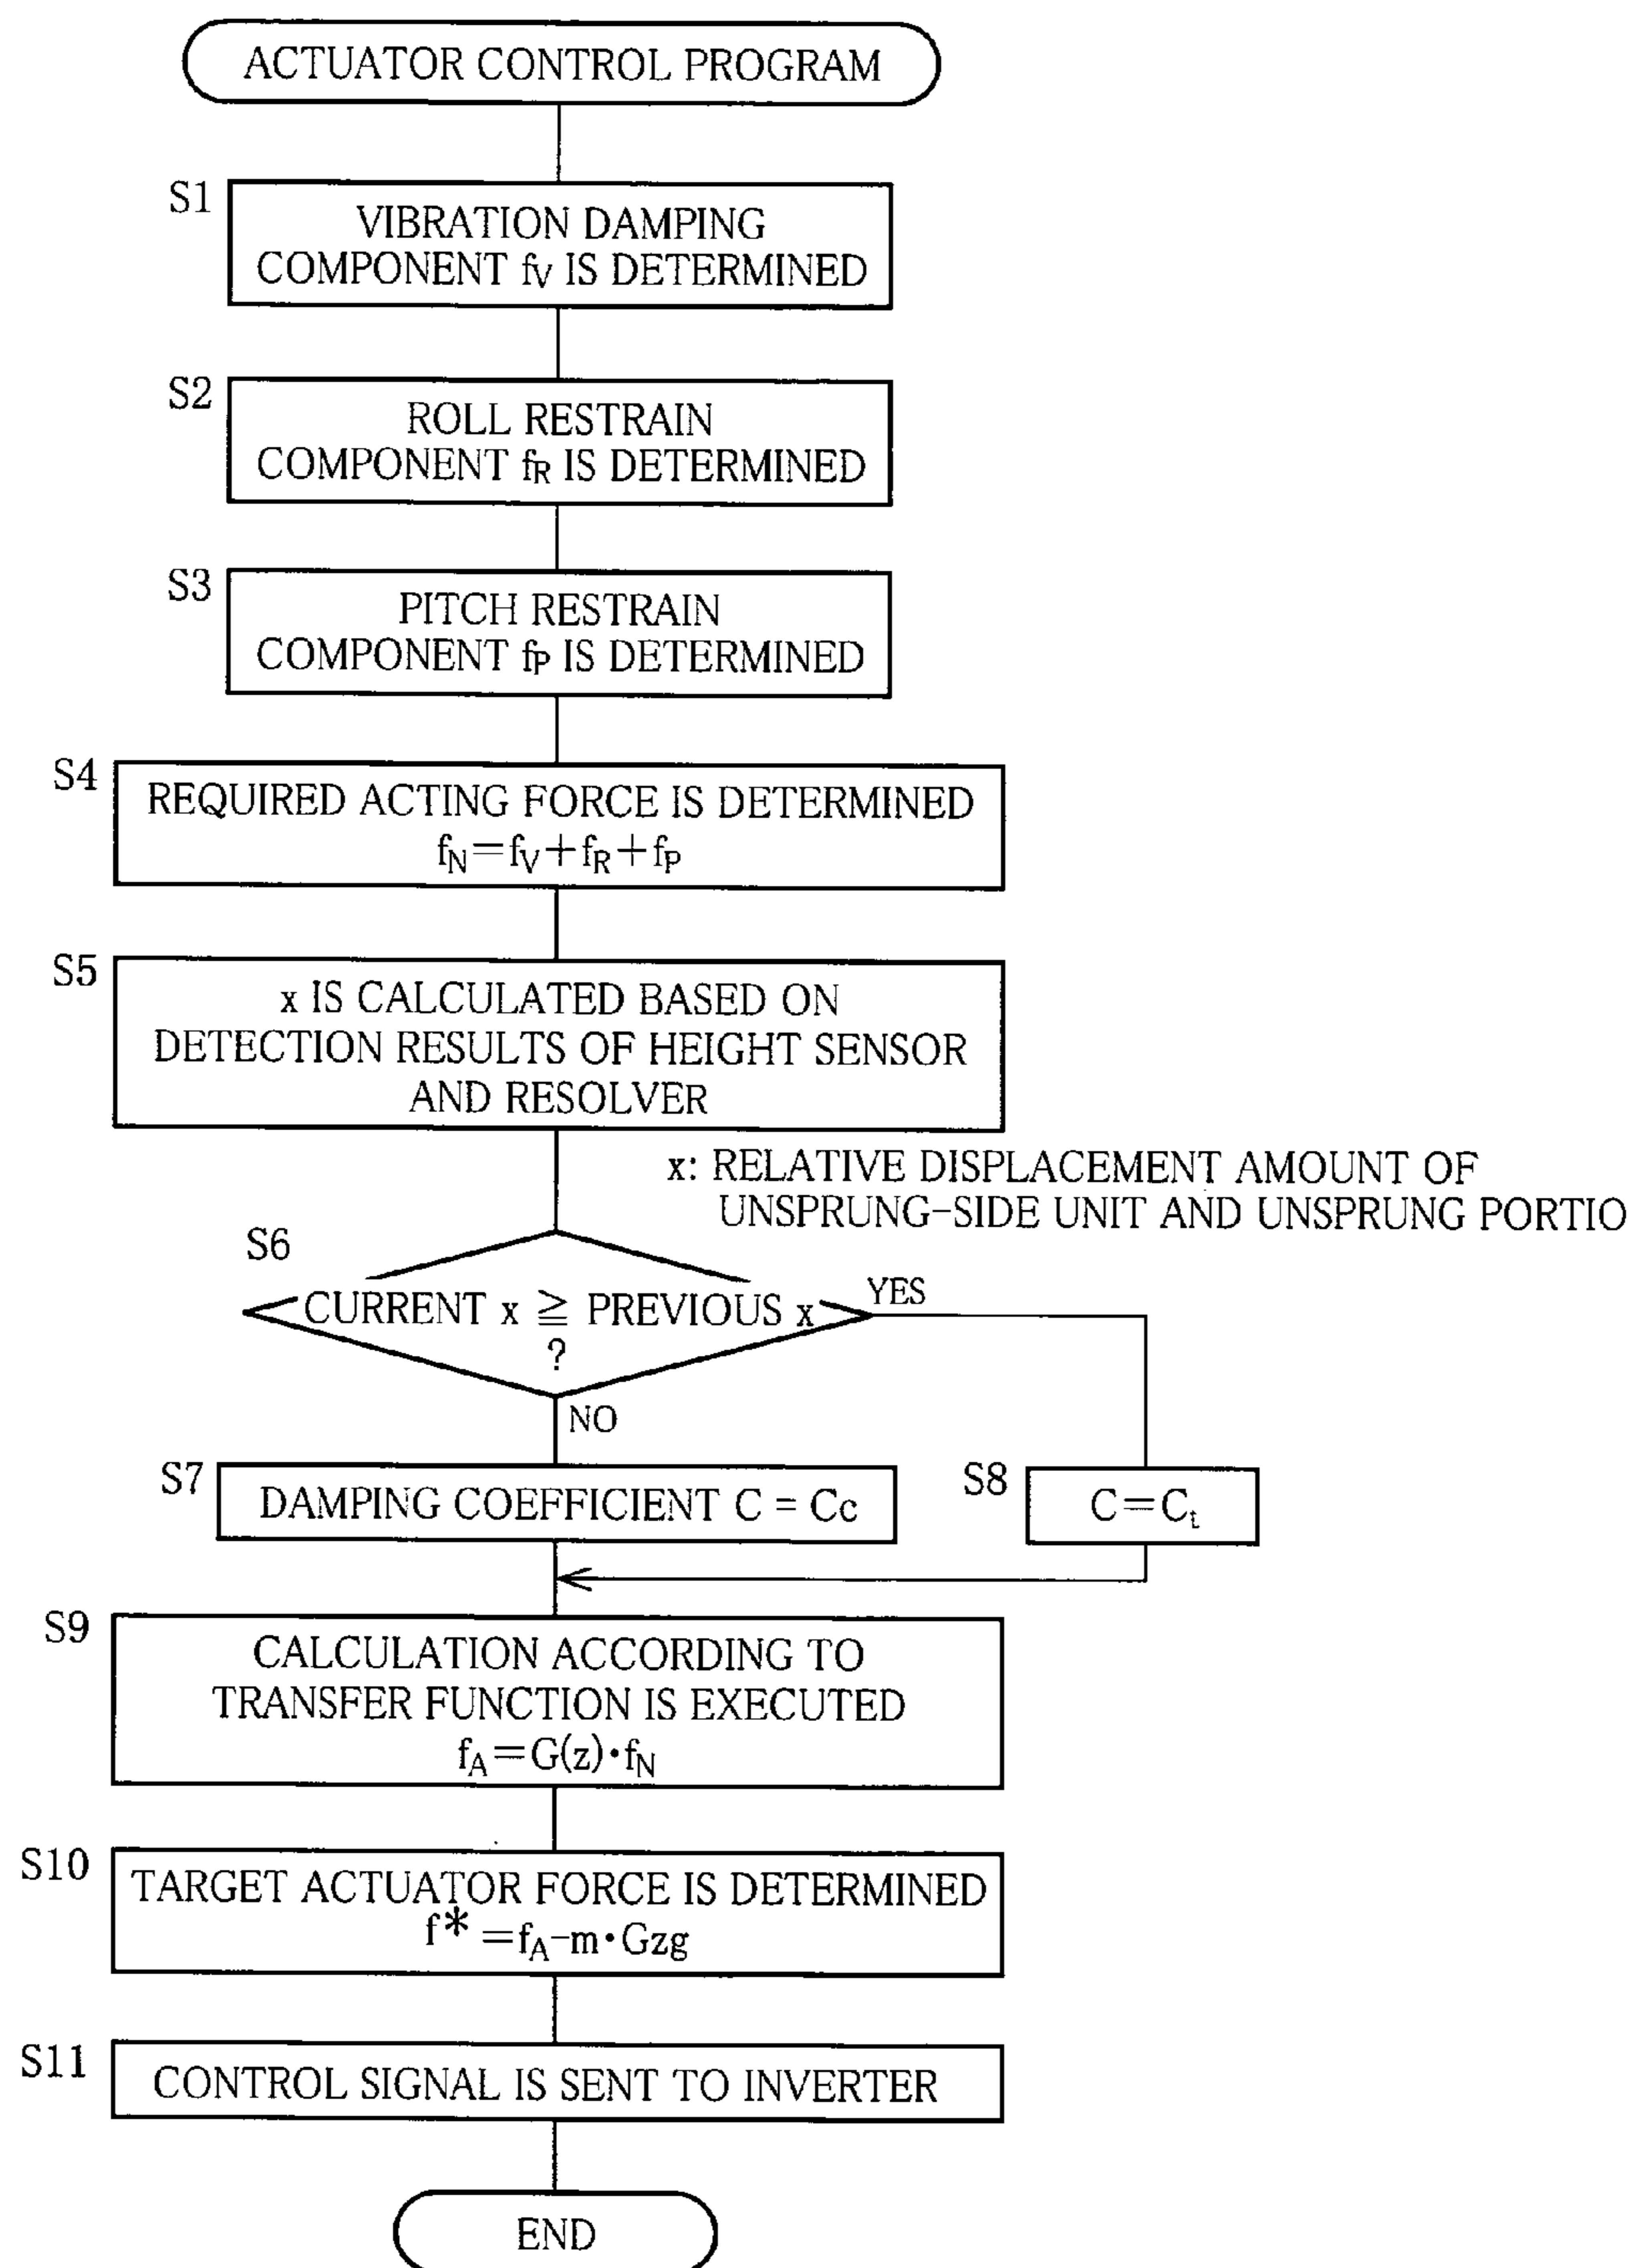 ACTUATOR CONTROL PROGRAM
S1
VIBRATION DAMPING
COMPONENT fV IS DETERMINED
S2
ROLL RESTRAIN
COMPONENT fR IS DETERMINED
S3
PITCH RESTRAIN
COMPONENT fP IS DETERMINED
S4
REQUIRED ACTING FORCE IS DETERMINED
fN=fV+fR+fP
S5
x IS CALCULATED BASED ON
DETECTION RESULTS OF HEIGHT SENSOR
AND RESOLVER
x: RELATIVE DISPLACEMENT AMOUNT OF
UNSPRUNG-SIDE UNIT AND UNSPRUNG PORTIO
S6
CURRENT x ≧ PREVIOUS x
?
YES
NO
S7
DAMPING COEFFICIENT C = Cc
S8
C=Ct
S9
CALCULATION ACCORDING TO
TRANSFER FUNCTION IS EXECUTED
fA=G(z)·fN
S10
TARGET ACTUATOR FORCE IS DETERMINED
f*=fA-m·Gzg
S11
CONTROL SIGNAL IS SENT TO INVERTER
END